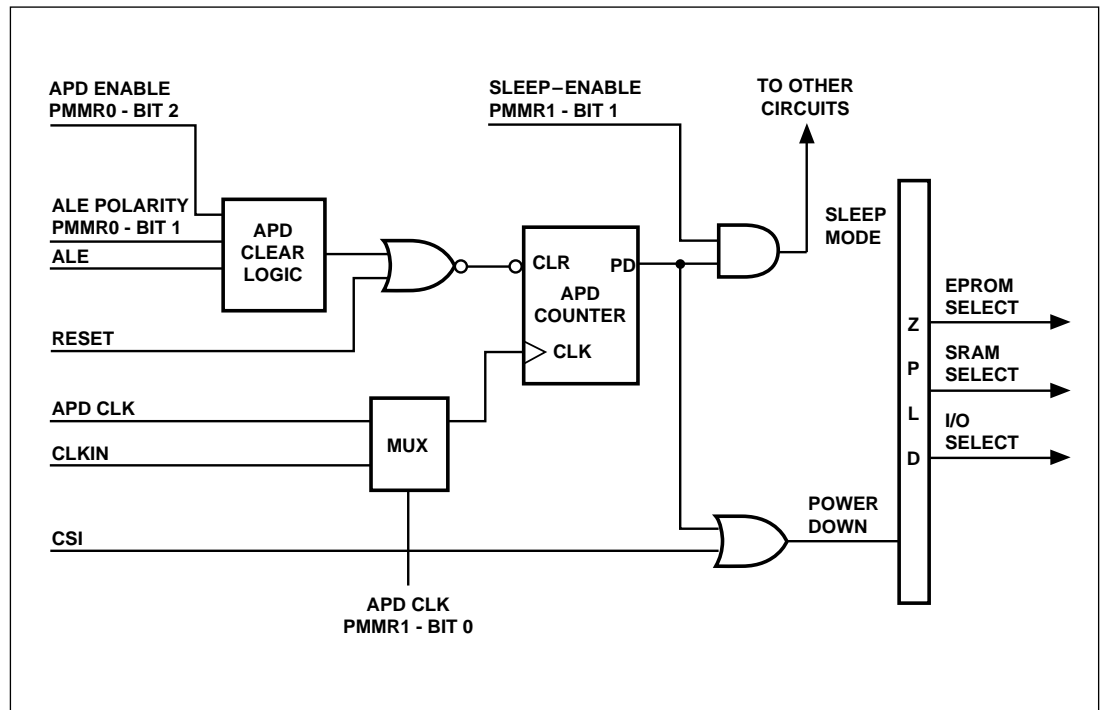 APD ENABLE
PMMR0 - BIT 2
SLEEP–ENABLE
PMMR1 - BIT 1
TO OTHER
CIRCUITS
ALE POLARITY
PMMR0 - BIT 1
ALE
APD
CLEAR
LOGIC
CLR
PD
APD
COUNTER
CLK
SLEEP
MODE
RESET
APD CLK
CLKIN
MUX
CSI
APD CLK
PMMR1 - BIT 0
POWER
DOWN
Z
P
L
D
EPROM
SELECT
SRAM
SELECT
I/O
SELECT